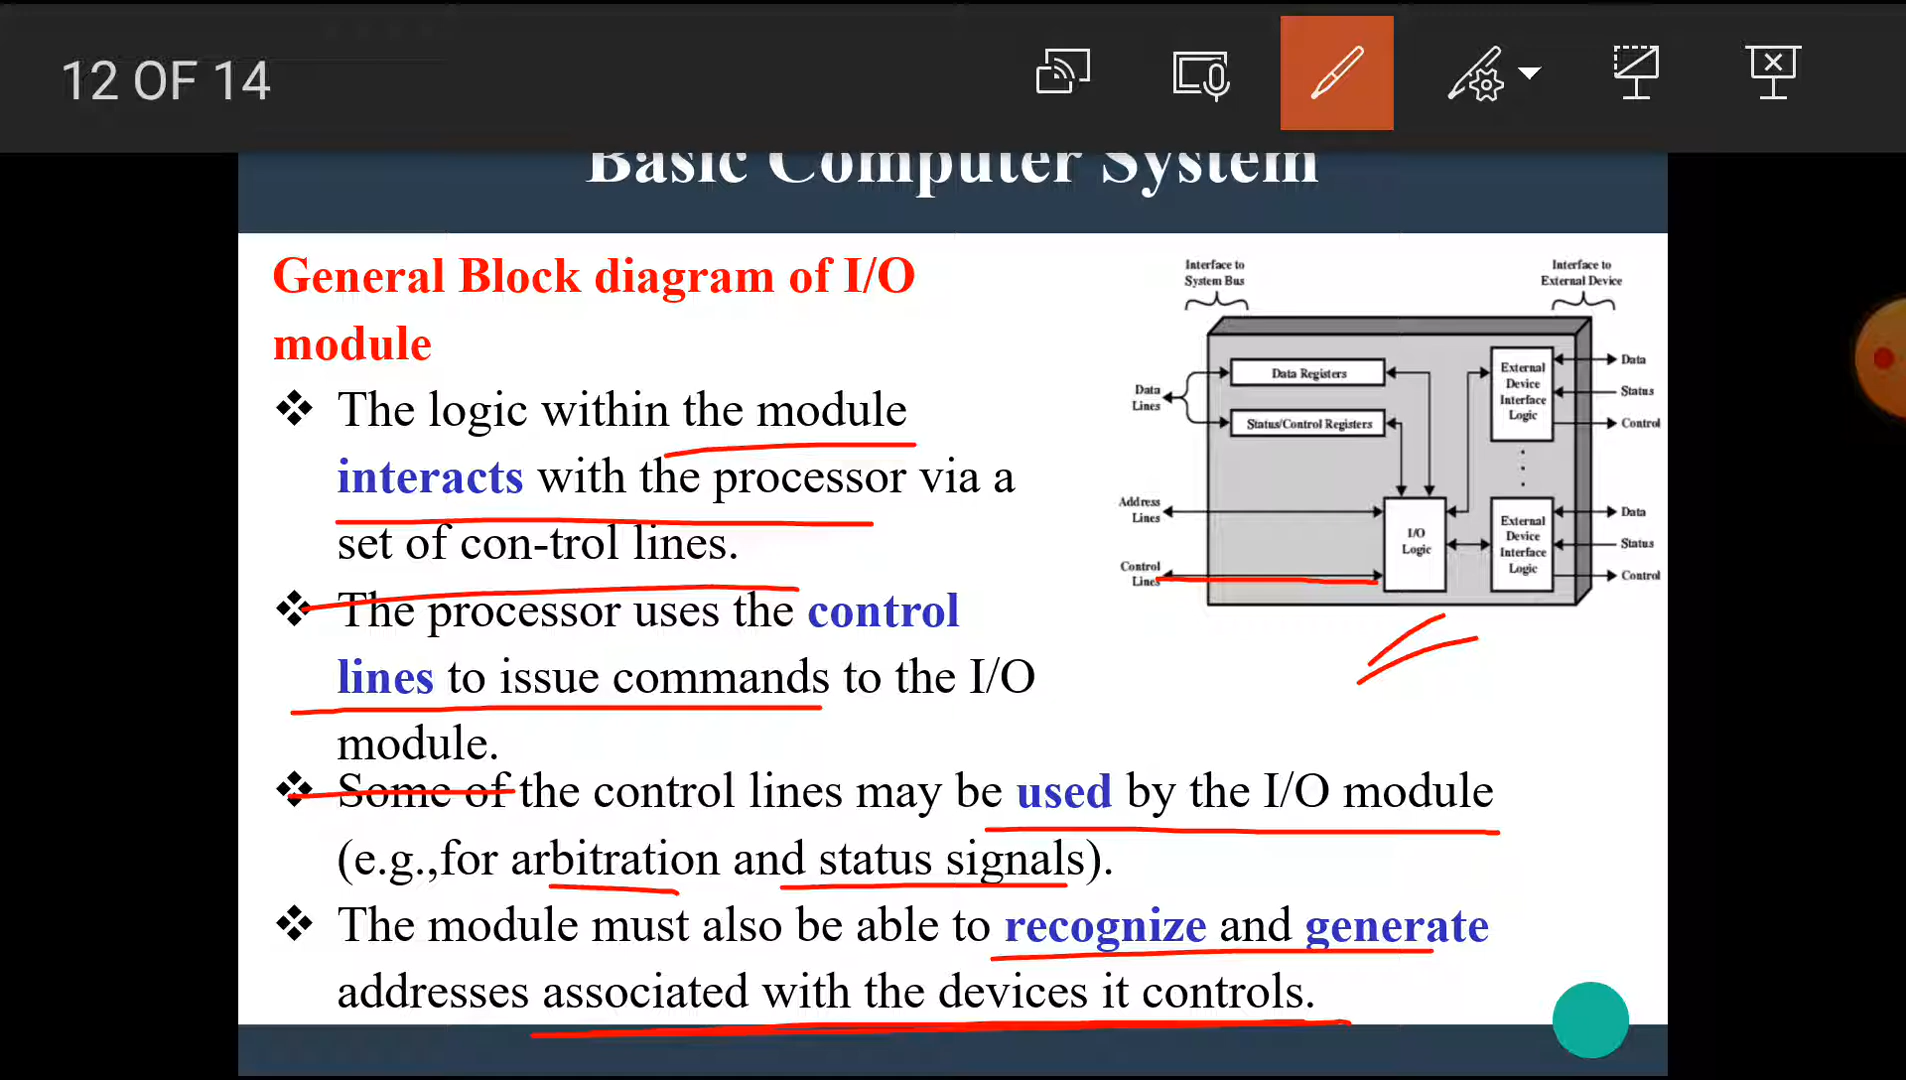 12 OF 14
Basic Computer System
General Block diagram of I/O
module
❖ The logic within the module
interacts with the processor via a
set of con-trol lines.
❖ The processor uses the control
lines to issue commands to the I/O
module.
❖ Some of the control lines may be used by the I/O module
(e.g.,for arbitration and status signals).
❖ The module must also be able to recognize and generate
addresses associated with the devices it controls.
Interface to
System Bus
Interface to
External Device
Data
Lines
Data Registers
Status/Control Registers
Address
Lines
Control
Lines
I/O
Logic
External
Device
Interface
Logic
Data
Status
Control
External
Device
Interface
Logic
Data
Status
Control